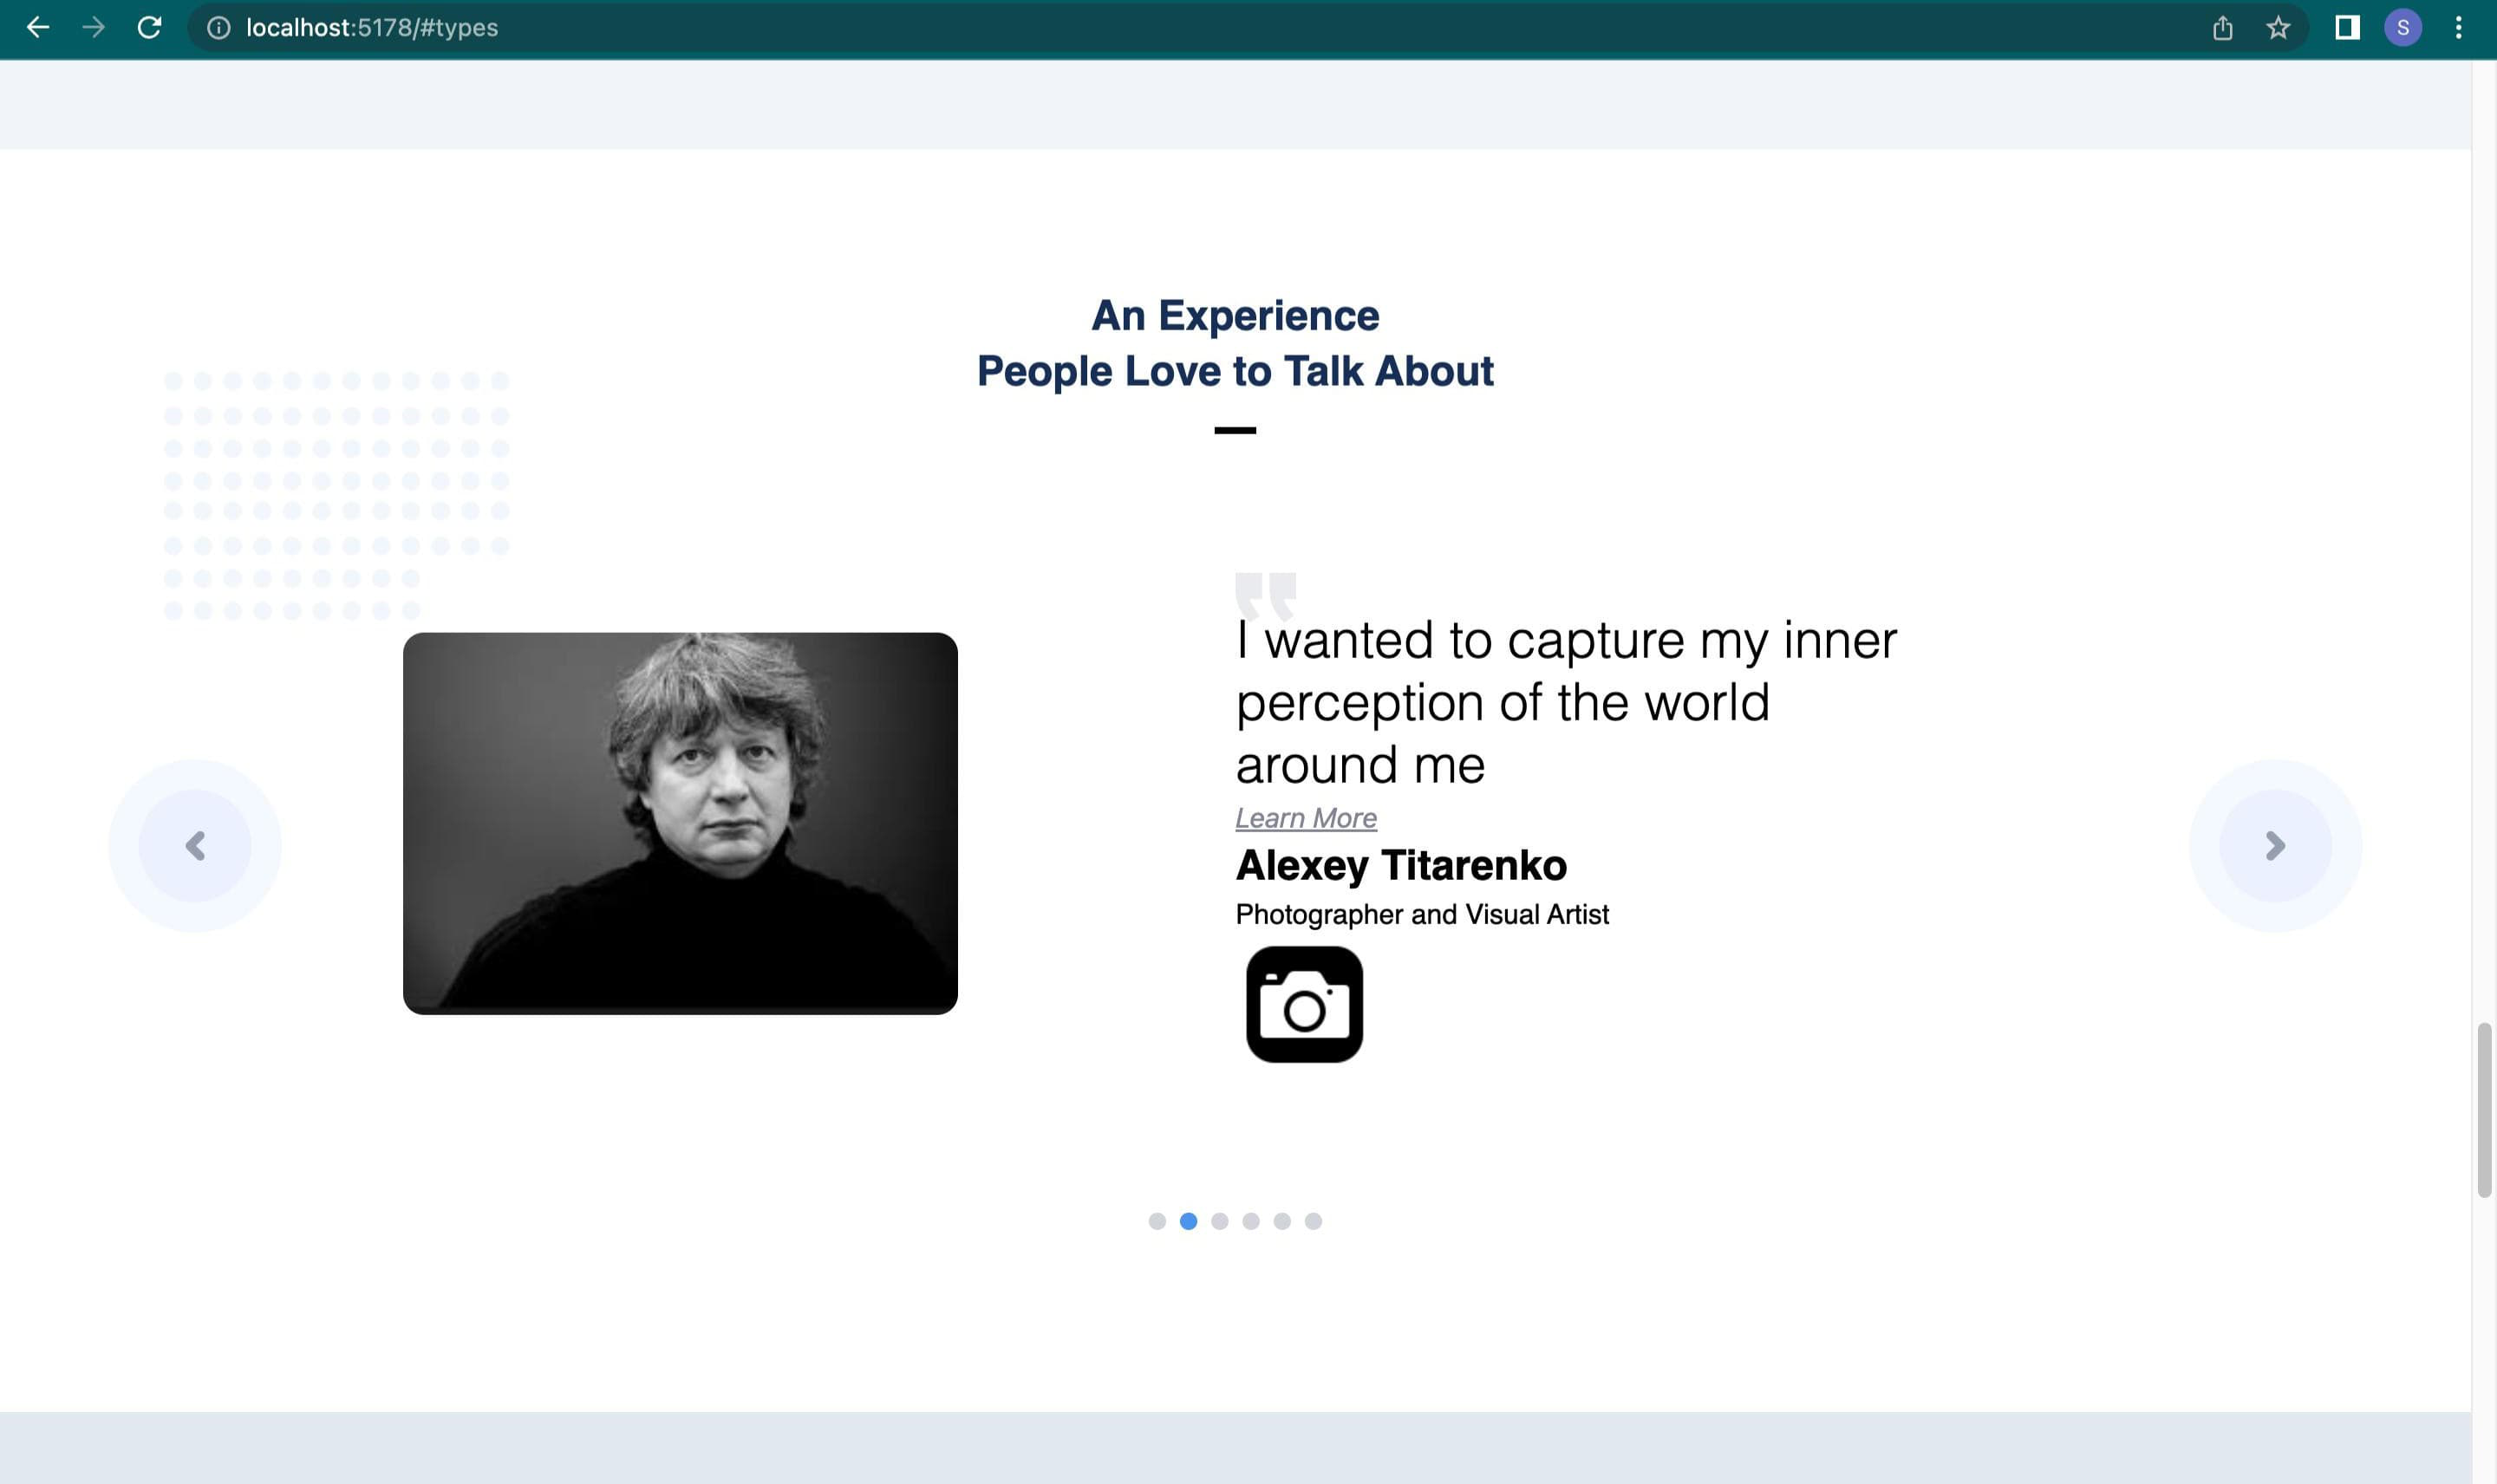 localhost:5178/#types
S
An Experience
People Love to Talk About
I wanted to capture my inner
perception of the world
around me
Learn More
Alexey Titarenko
Photographer and Visual Artist